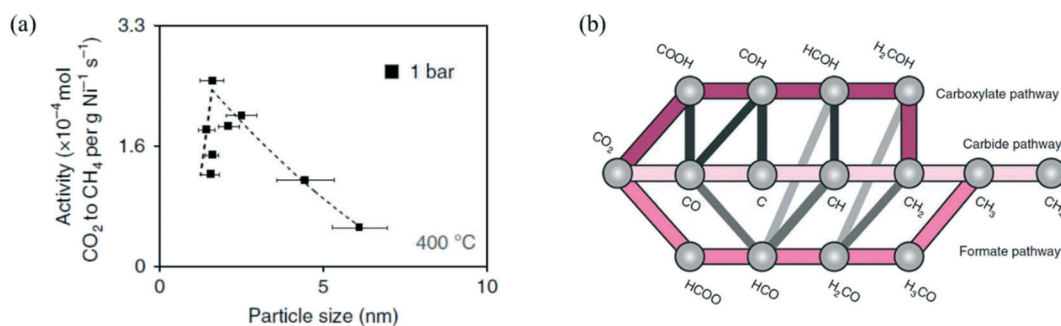 (a)
3.3
1.6
0
Activity (×10⁻⁴ mol
CO₂ to CH₄ per g Ni⁻¹ s⁻¹)
1 bar
400 °C
0
5
10
Particle size (nm)
(b)
COOH
COH
HCOH
H₂COH
Carboxylate pathway
CO₂
Carbide pathway
CO
C
CH
CH₂
CH₃
Formate pathway
HCOO
HCO
H₂CO
H₃CO